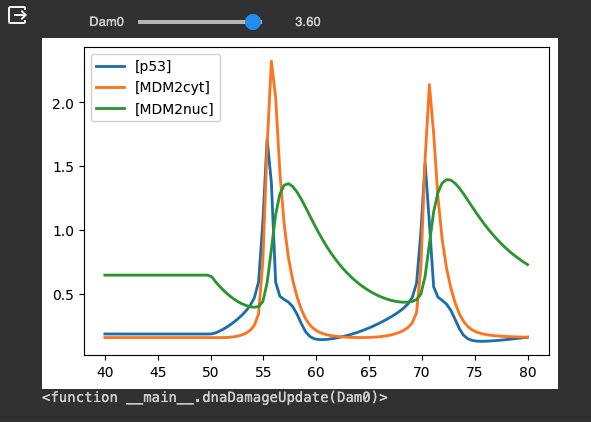 Dam0 3.60
[p53]
[MDM2cyt]
[MDM2nuc]
2.0
1.5
1.0
0.5
40 45 50 55 60 65 70 75 80
<function __main__.dnaDamageUpdate(Dam0)>